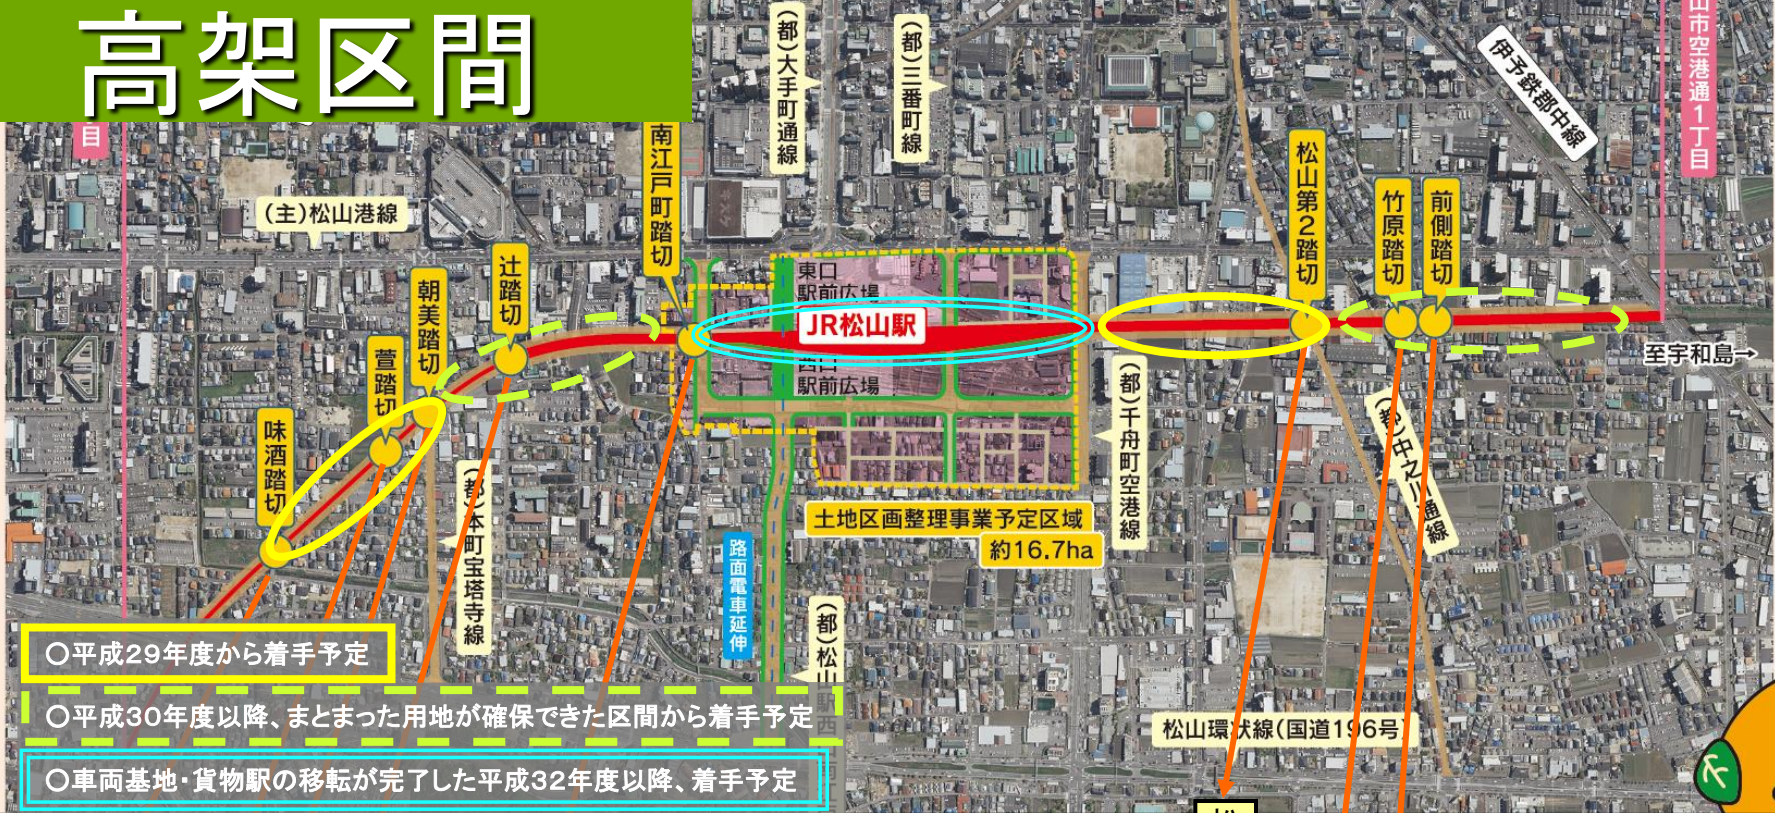 高架区間
目
(都)大手町通線
(都)三番町線
伊予鉄郡中線
山市空港通1丁目
(主)松山港線
南江戸町踏切
松山第2踏切
竹原踏切
前側踏切
辻踏切
朝美踏切
萱踏切
味酒踏切
東口
駅前広場
JR松山駅
西口
駅前広場
至宇和島→
(都)千舟町空港線
(都)中之川通線
(都)本町宝塔寺線
土地区画整理事業予定区域
約16.7ha
路面電車延伸
(都)松山駅西
松山環状線(国道196号)
○平成29年度から着手予定
○平成30年度以降、まとまった用地が確保できた区間から着手予定
○車両基地・貨物駅の移転が完了した平成32年度以降、着手予定